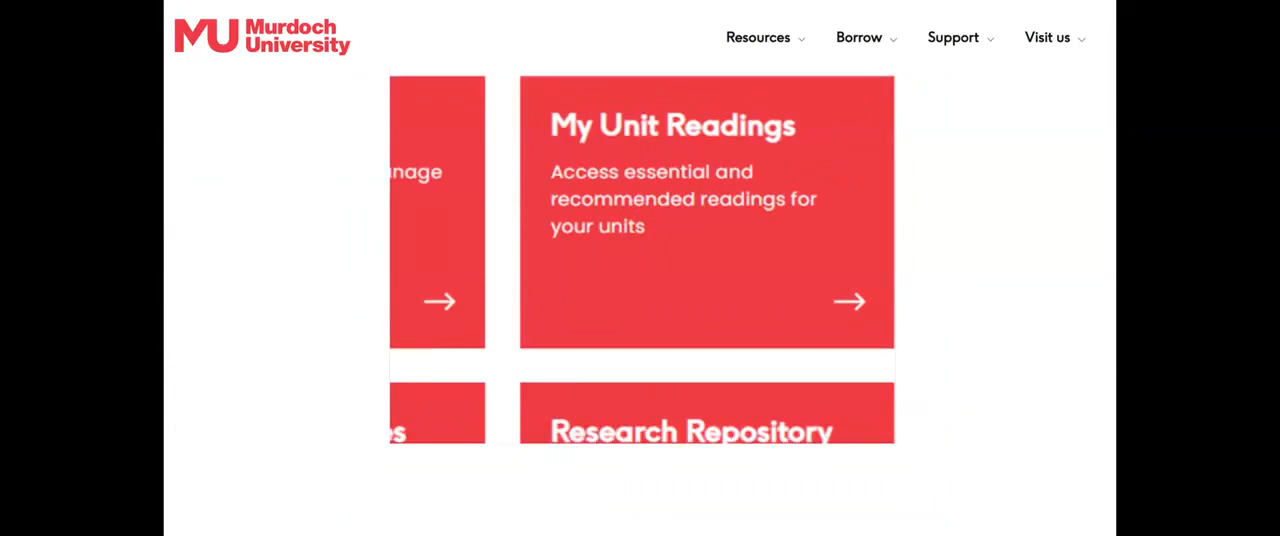 Murdoch
University
Resources
Borrow
Support
Visit us
My Unit Readings
Access essential and
recommended readings for
your units
Research Repository